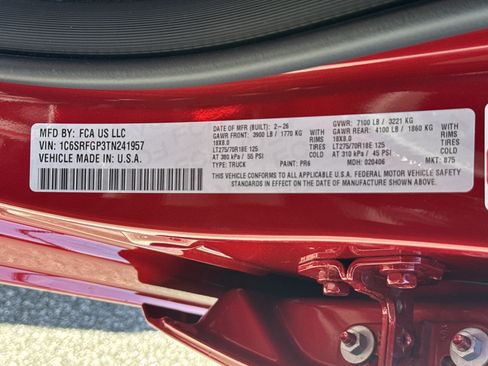 MFD BY: FCA US LLC
VIN: 1C6SRFGP3TN241957
VEHICLE MADE IN: U.S.A.
DATE OF MFR (BUILT) : 2-26
GAWR FRONT: 3900 LB / 1770 KG
18X8.0
LT275/70R18E 125
AT 380 kPa / 55 PSI
TYPE: TRUCK
PAINT: PR6
GVWR: 7100 LB / 3221 KG
GAWR REAR: 4100 LB / 1860 KG
RIMS 18X8.0
TIRES LT275/70R18E 125
COLD AT 310 kPa / 45 PSI
MDH: 020406
MKT: 875
RIMS
TIRES
COLD
THIS VEHICLE CONFORMS TO ALL APPLICABLE U.S.A. FEDERAL MOTOR VEHICLE SAFETY
STANDARDS IN EFFECT ON THE DATE OF MANUFACTURE SHOWN ABOVE.